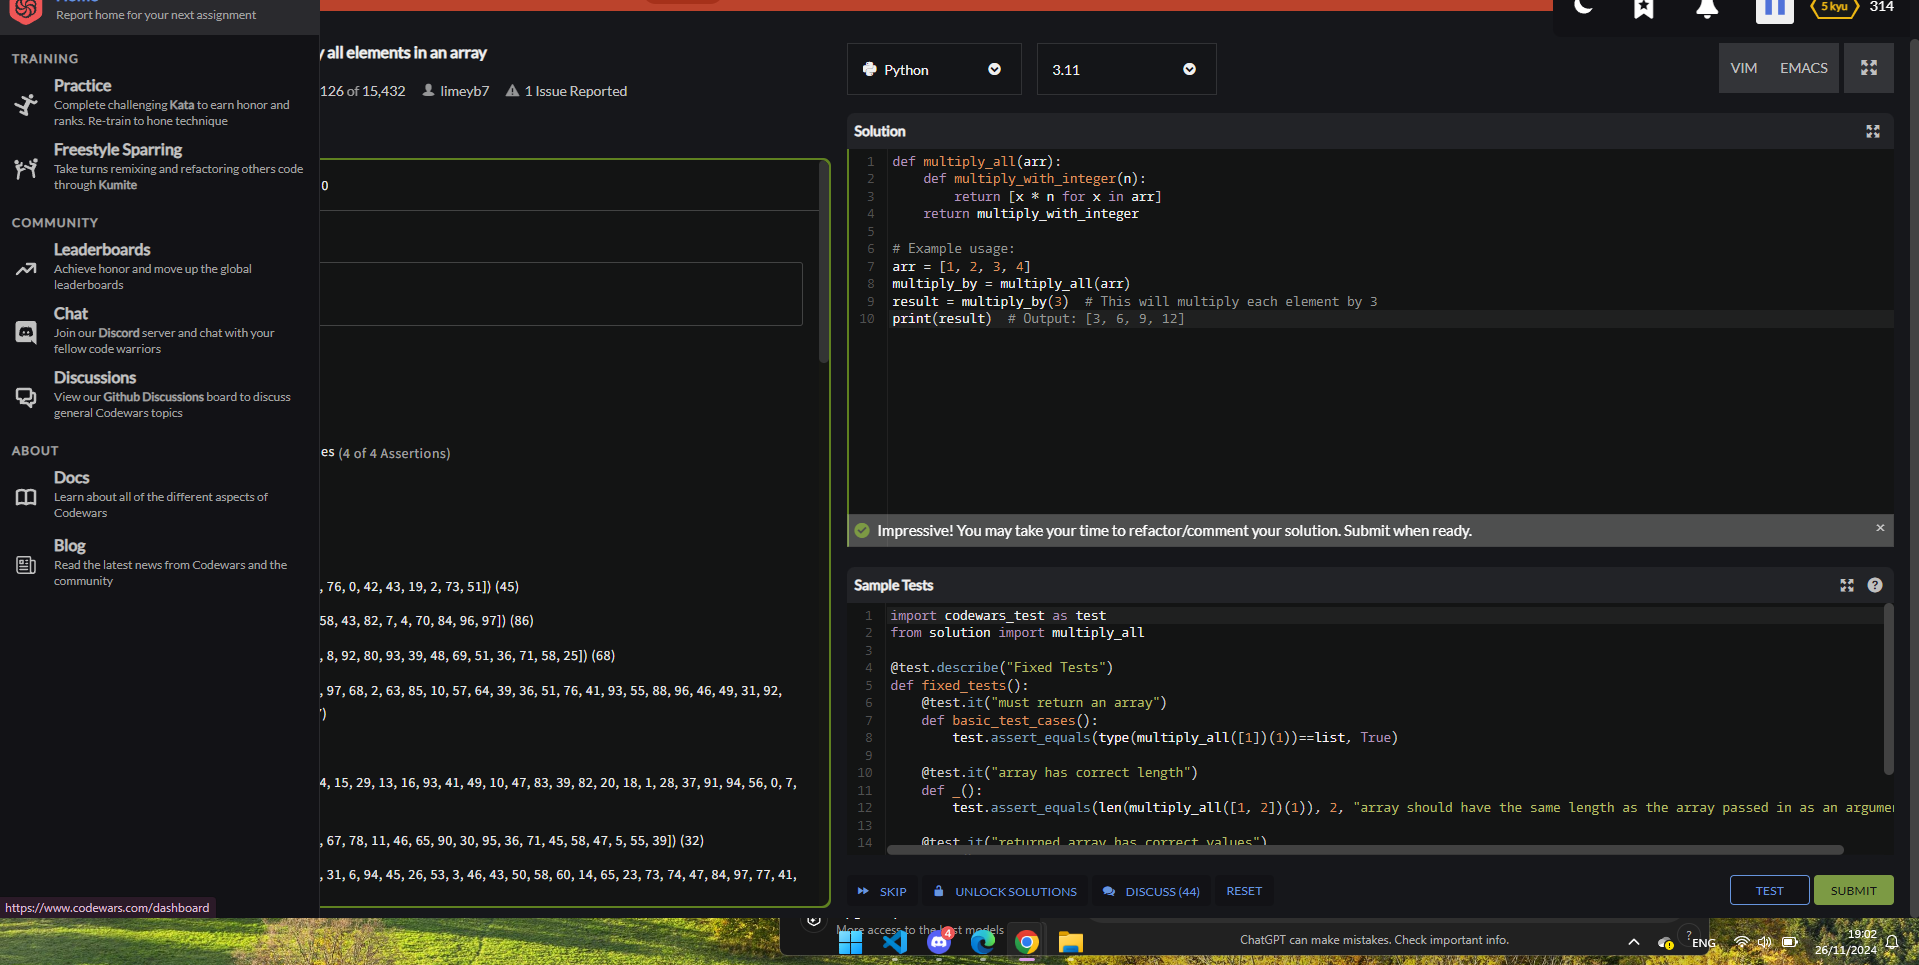 Home
Report home for your next assignment
TRAINING
Practice
Complete challenging Kata to earn honor and
ranks. Re-train to hone technique
Freestyle Sparring
Take turns remixing and refactoring others code
through Kumite
COMMUNITY
Leaderboards
Achieve honor and move up the global
leaderboards
Chat
Join our Discord server and chat with your
fellow code warriors
Discussions
View our Github Discussions board to discuss
general Codewars topics
ABOUT
Docs
Learn about all of the different aspects of
Codewars
Blog
Read the latest news from Codewars and the
community
https://www.codewars.com/dashboard
y all elements in an array
126 of 15,432 limeyb7 1 Issue Reported
0
es (4 of 4 Assertions)
, 76, 0, 42, 43, 19, 2, 73, 51]) (45)
58, 43, 82, 7, 4, 70, 84, 96, 97]) (86)
, 8, 92, 80, 93, 39, 48, 69, 51, 36, 71, 58, 25]) (68)
, 97, 68, 2, 63, 85, 10, 57, 64, 39, 36, 51, 76, 41, 93, 55, 88, 96, 46, 49, 31, 92,
)
4, 15, 29, 13, 16, 93, 41, 49, 10, 47, 83, 39, 82, 20, 18, 1, 28, 37, 91, 94, 56, 0, 7,
, 67, 78, 11, 46, 65, 90, 30, 95, 36, 71, 45, 58, 47, 5, 55, 39]) (32)
, 31, 6, 94, 45, 26, 53, 3, 46, 43, 50, 58, 60, 14, 65, 23, 73, 74, 47, 84, 97, 77, 41,
5 kyu 314
Python 3.11 VIM EMACS
Solution
1 def multiply_all(arr):
2     def multiply_with_integer(n):
3         return [x * n for x in arr]
4     return multiply_with_integer
5
6 # Example usage:
7 arr = [1, 2, 3, 4]
8 multiply_by = multiply_all(arr)
9 result = multiply_by(3)  # This will multiply each element by 3
10 print(result)  # Output: [3, 6, 9, 12]
Impressive! You may take your time to refactor/comment your solution. Submit when ready. ×
Sample Tests
1 import codewars_test as test
2 from solution import multiply_all
3
4 @test.describe("Fixed Tests")
5 def fixed_tests():
6     @test.it("must return an array")
7     def basic_test_cases():
8         test.assert_equals(type(multiply_all([1])(1))==list, True)
9
10     @test.it("array has correct length")
11     def _():
12         test.assert_equals(len(multiply_all([1, 2])(1)), 2, "array should have the same length as the array passed in as an argumen
13
14     @test.it("returned array has correct values")
SKIP UNLOCK SOLUTIONS DISCUSS (44) RESET TEST SUBMIT
More access to the best models
4
ChatGPT can make mistakes. Check important info.
? ENG
19:02
26/11/2024